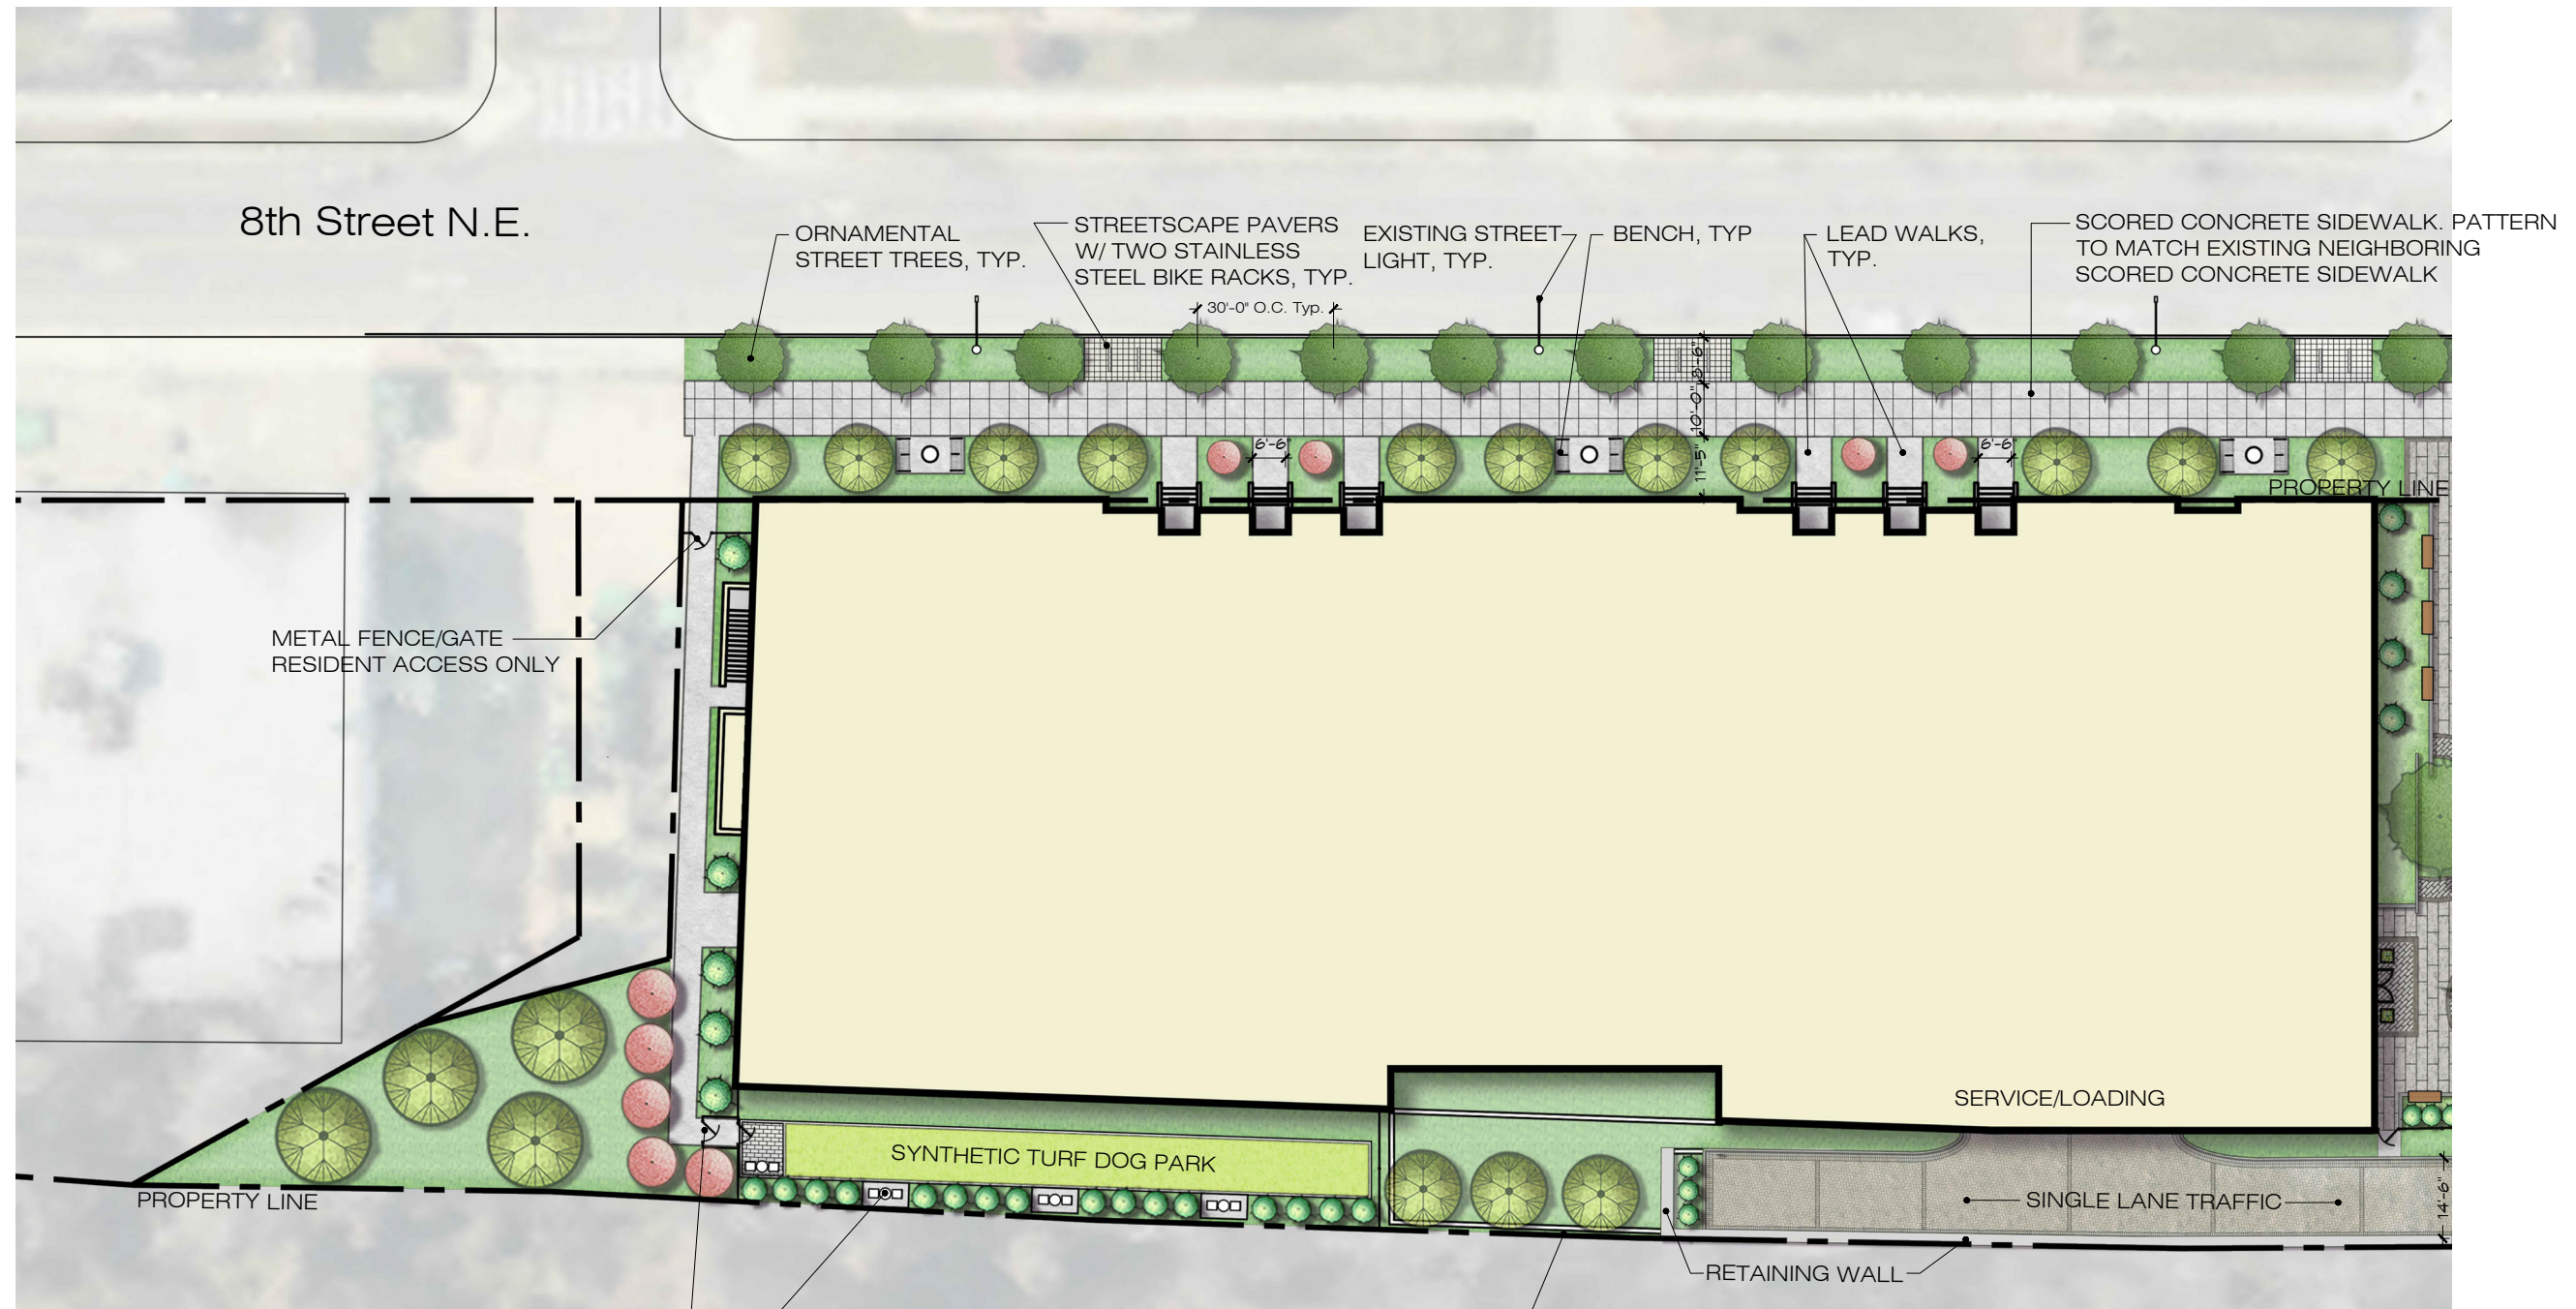 8th Street N.E.
ORNAMENTAL
STREET TREES, TYP.
STREETSCAPE PAVERS
W/ TWO STAINLESS
STEEL BIKE RACKS, TYP.
EXISTING STREET
LIGHT, TYP.
BENCH, TYP
LEAD WALKS,
TYP.
SCORED CONCRETE SIDEWALK. PATTERN
TO MATCH EXISTING NEIGHBORING
SCORED CONCRETE SIDEWALK
30'-0" O.C. Typ.
8'-6"
10'-0"
11'-5"
6'-6"
6'-6"
PROPERTY LINE
METAL FENCE/GATE
RESIDENT ACCESS ONLY
SERVICE/LOADING
SYNTHETIC TURF DOG PARK
PROPERTY LINE
SINGLE LANE TRAFFIC
14'-6"
RETAINING WALL